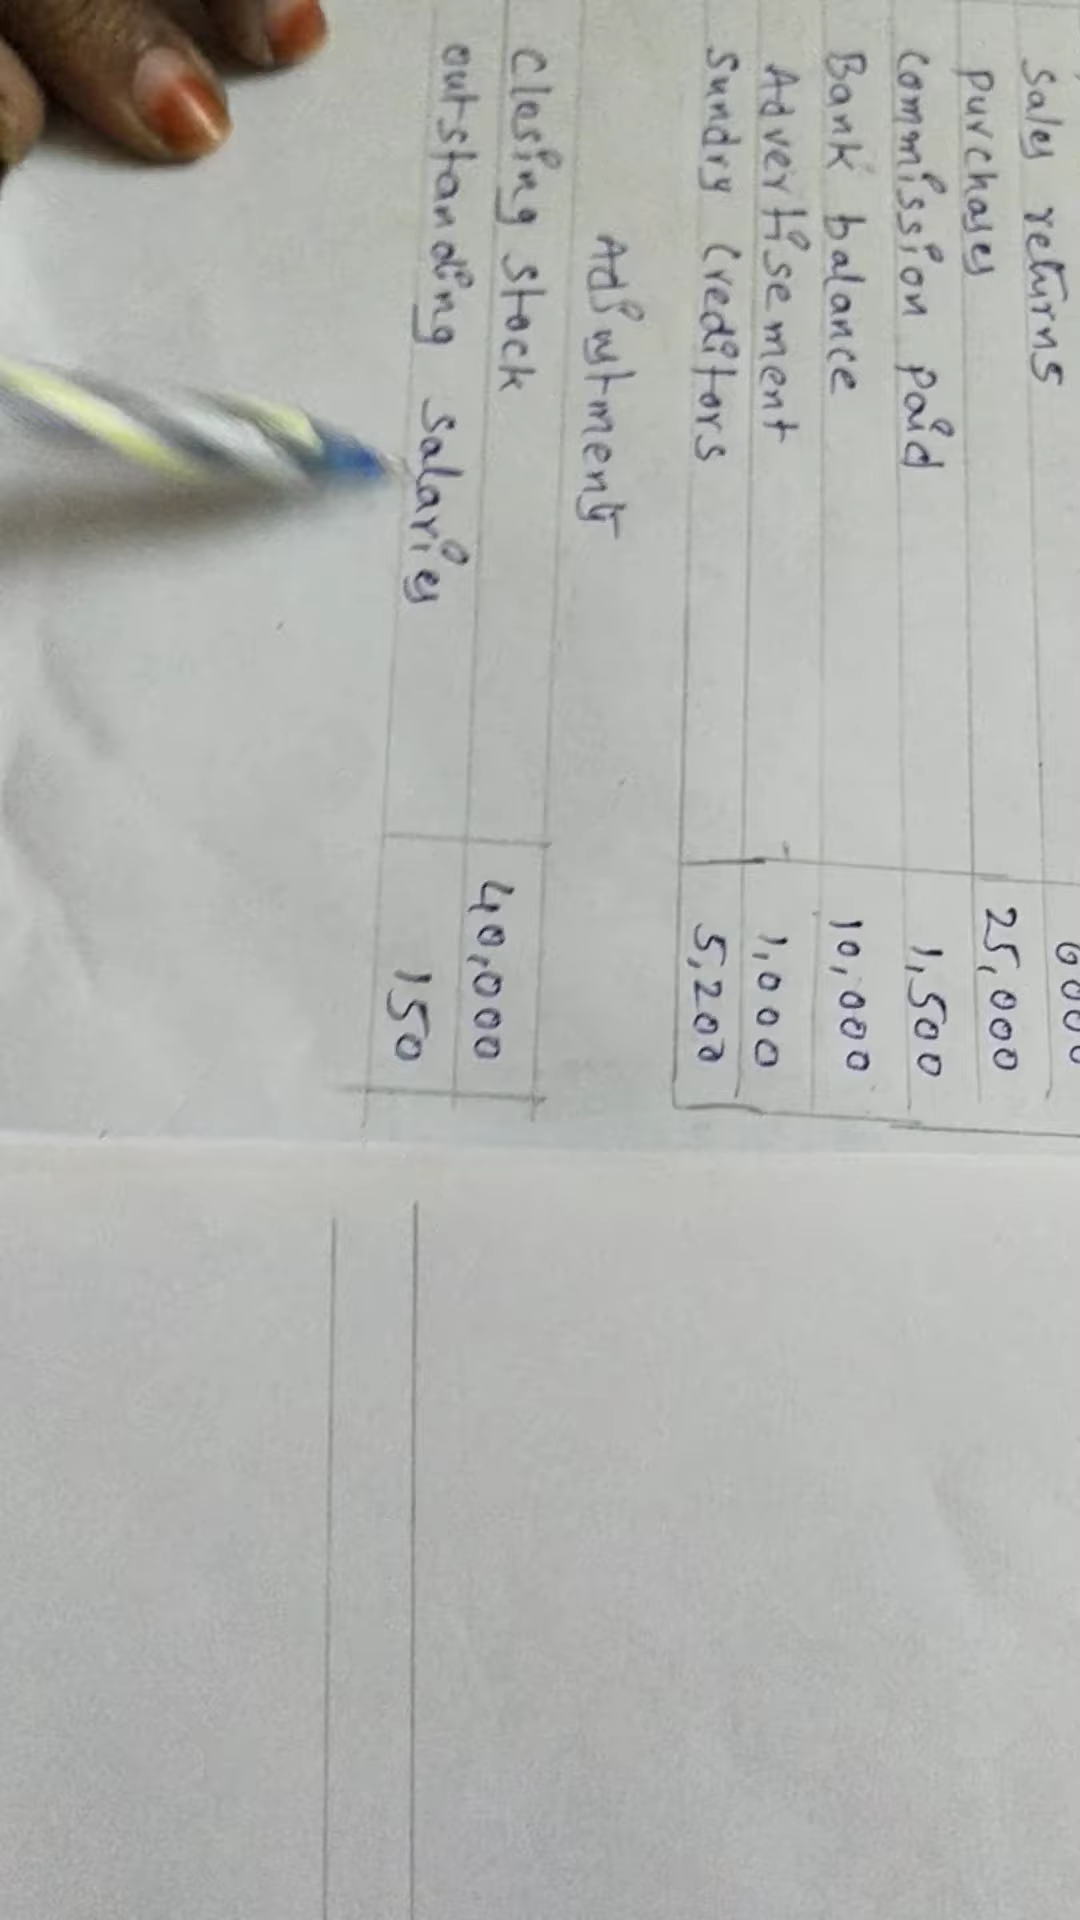 Sales returns
purchases 25,000
Commission paid 1,500
Bank balance 10,000
Advertisement 1,000
Sundry Creditors 5,200
Adjustments
Closing stock 40,000
outstanding salaries 150